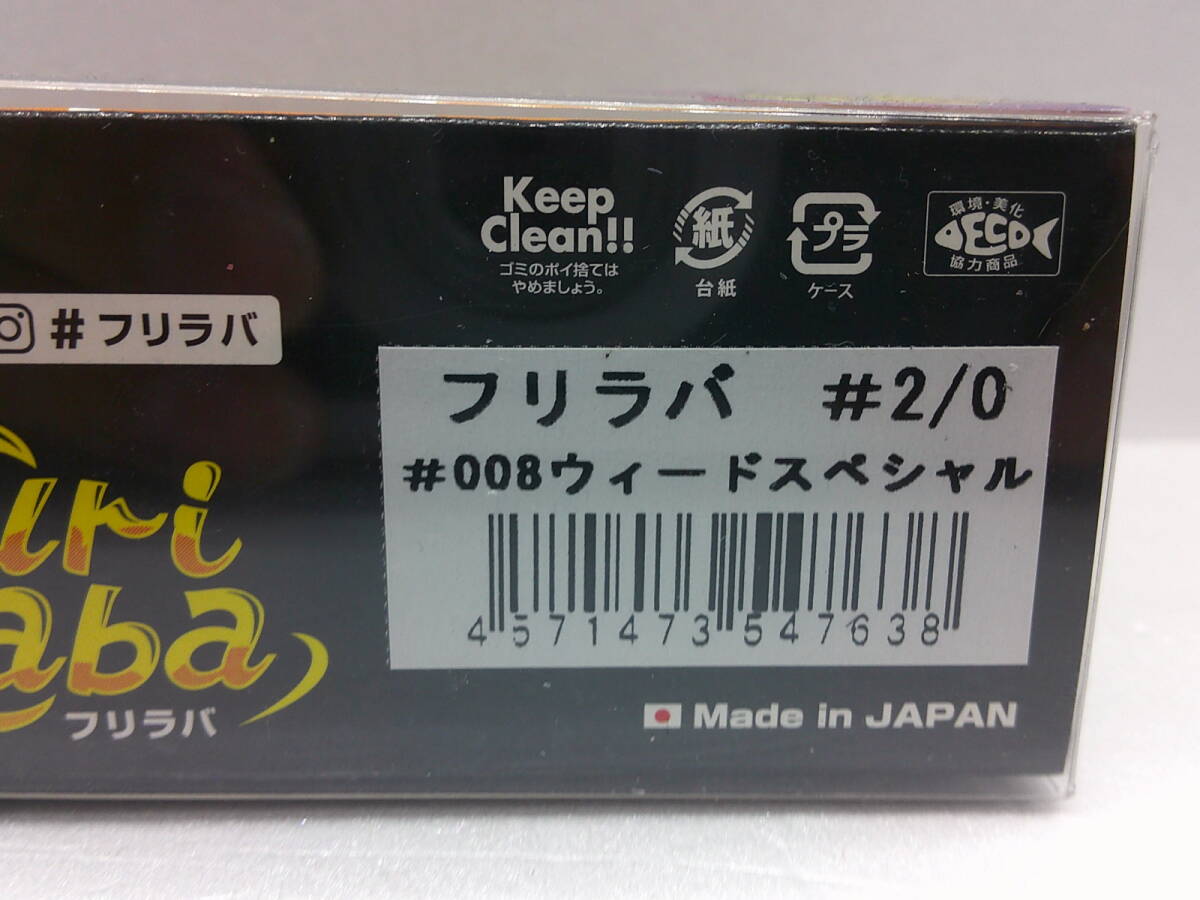 Keep
Clean!!
ゴミのポイ捨ては
やめましょう。
紙
台紙
プラ
ケース
環境・美化
ECO
協力商品
#フリラバ
フリラバ #2/0
#008ウィードスペシャル
4571473547638
uri
aba
フリラバ
Made in JAPAN